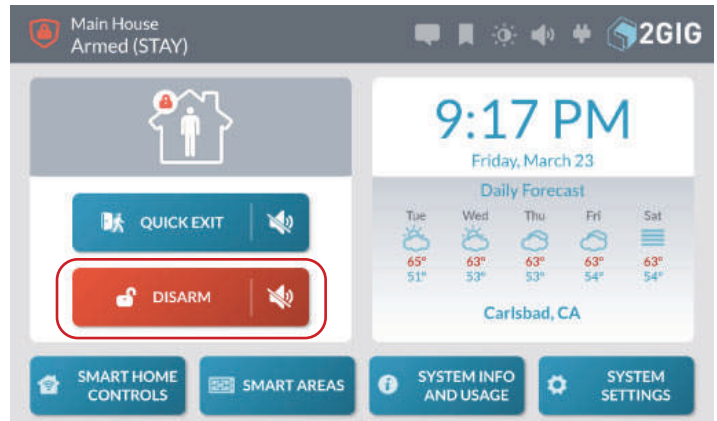 Main House
Armed (STAY)
2GIG
QUICK EXIT
DISARM
9:17 PM
Friday, March 23
Daily Forecast
Tue Wed Thu Fri Sat
65° 63° 63° 63° 63°
51° 53° 53° 54° 54°
Carlsbad, CA
SMART HOME
CONTROLS
SMART AREAS
SYSTEM INFO
AND USAGE
SYSTEM
SETTINGS